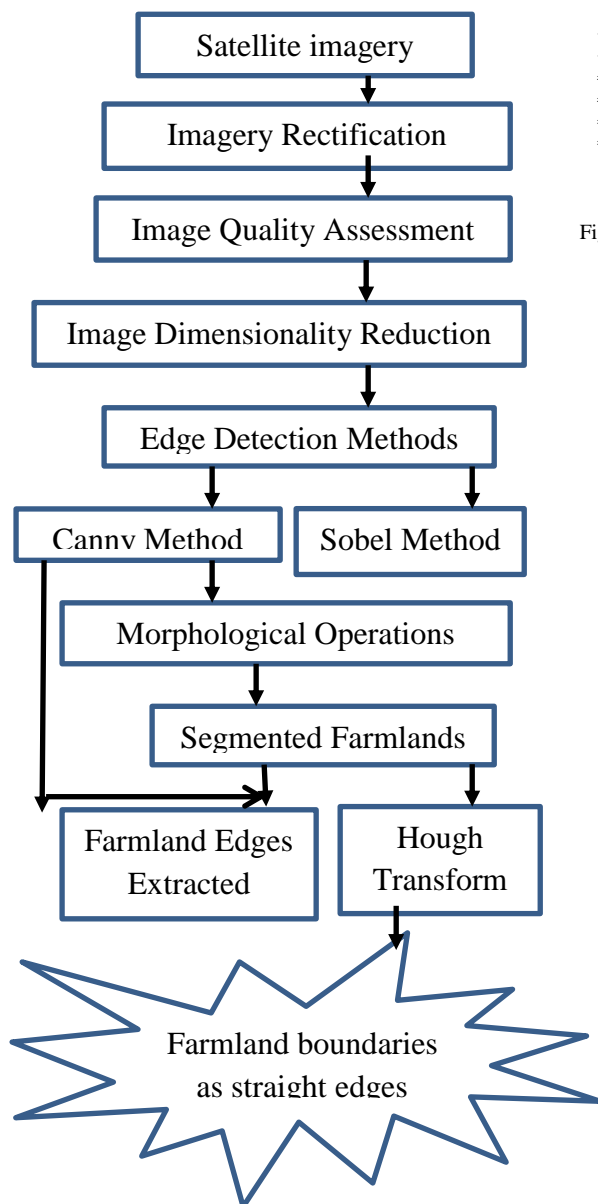 Satellite imagery
Imagery Rectification
Image Quality Assessment
Fi
Image Dimensionality Reduction
Edge Detection Methods
Canny Method
Sobel Method
Morphological Operations
Segmented Farmlands
Farmland Edges
Extracted
Hough
Transform
Farmland boundaries
as straight edges